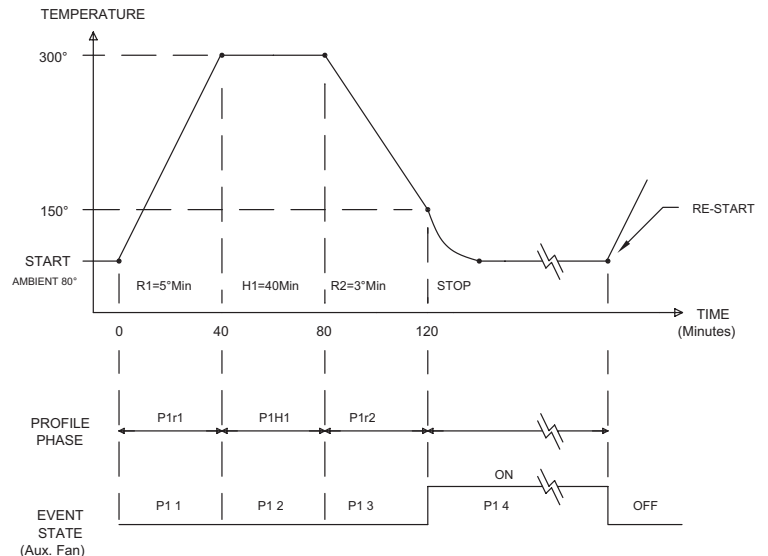 TEMPERATURE
300°
150°
START
AMBIENT 80°
R1=5°Min
H1=40Min
R2=3°Min
STOP
RE-START
TIME
(Minutes)
0
40
80
120
PROFILE
PHASE
P1r1
P1H1
P1r2
EVENT
STATE
(Aux. Fan)
P1 1
P1 2
P1 3
ON
P1 4
OFF